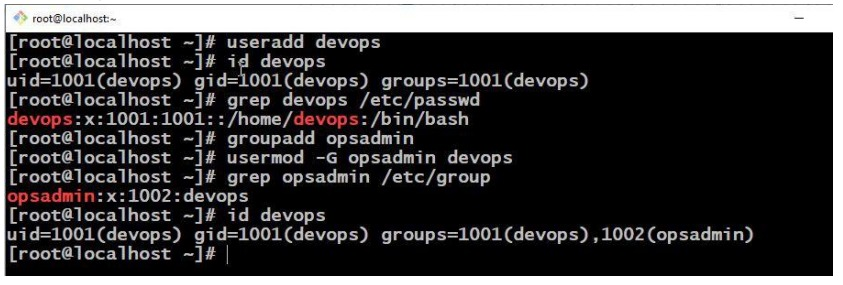 root@localhost:~
[root@localhost ~]# useradd devops
[root@localhost ~]# id devops
uid=1001(devops) gid=1001(devops) groups=1001(devops)
[root@localhost ~]# grep devops /etc/passwd
devops:x:1001:1001::/home/devops:/bin/bash
[root@localhost ~]# groupadd opsadmin
[root@localhost ~]# usermod -G opsadmin devops
[root@localhost ~]# grep opsadmin /etc/group
opsadmin:x:1002:devops
[root@localhost ~]# id devops
uid=1001(devops) gid=1001(devops) groups=1001(devops),1002(opsadmin)
[root@localhost ~]#